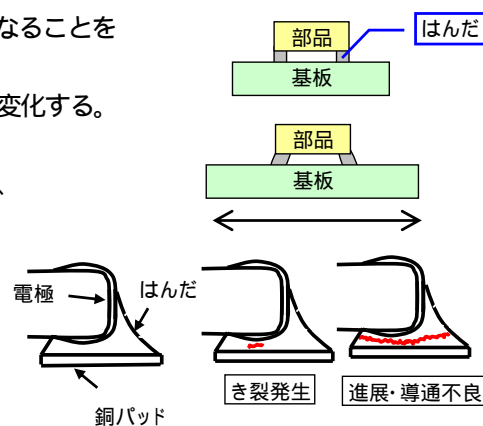 なることを
変化する。
、
部品
はんだ
基板
部品
基板
電極
はんだ
銅パッド
き裂発生
進展・導通不良